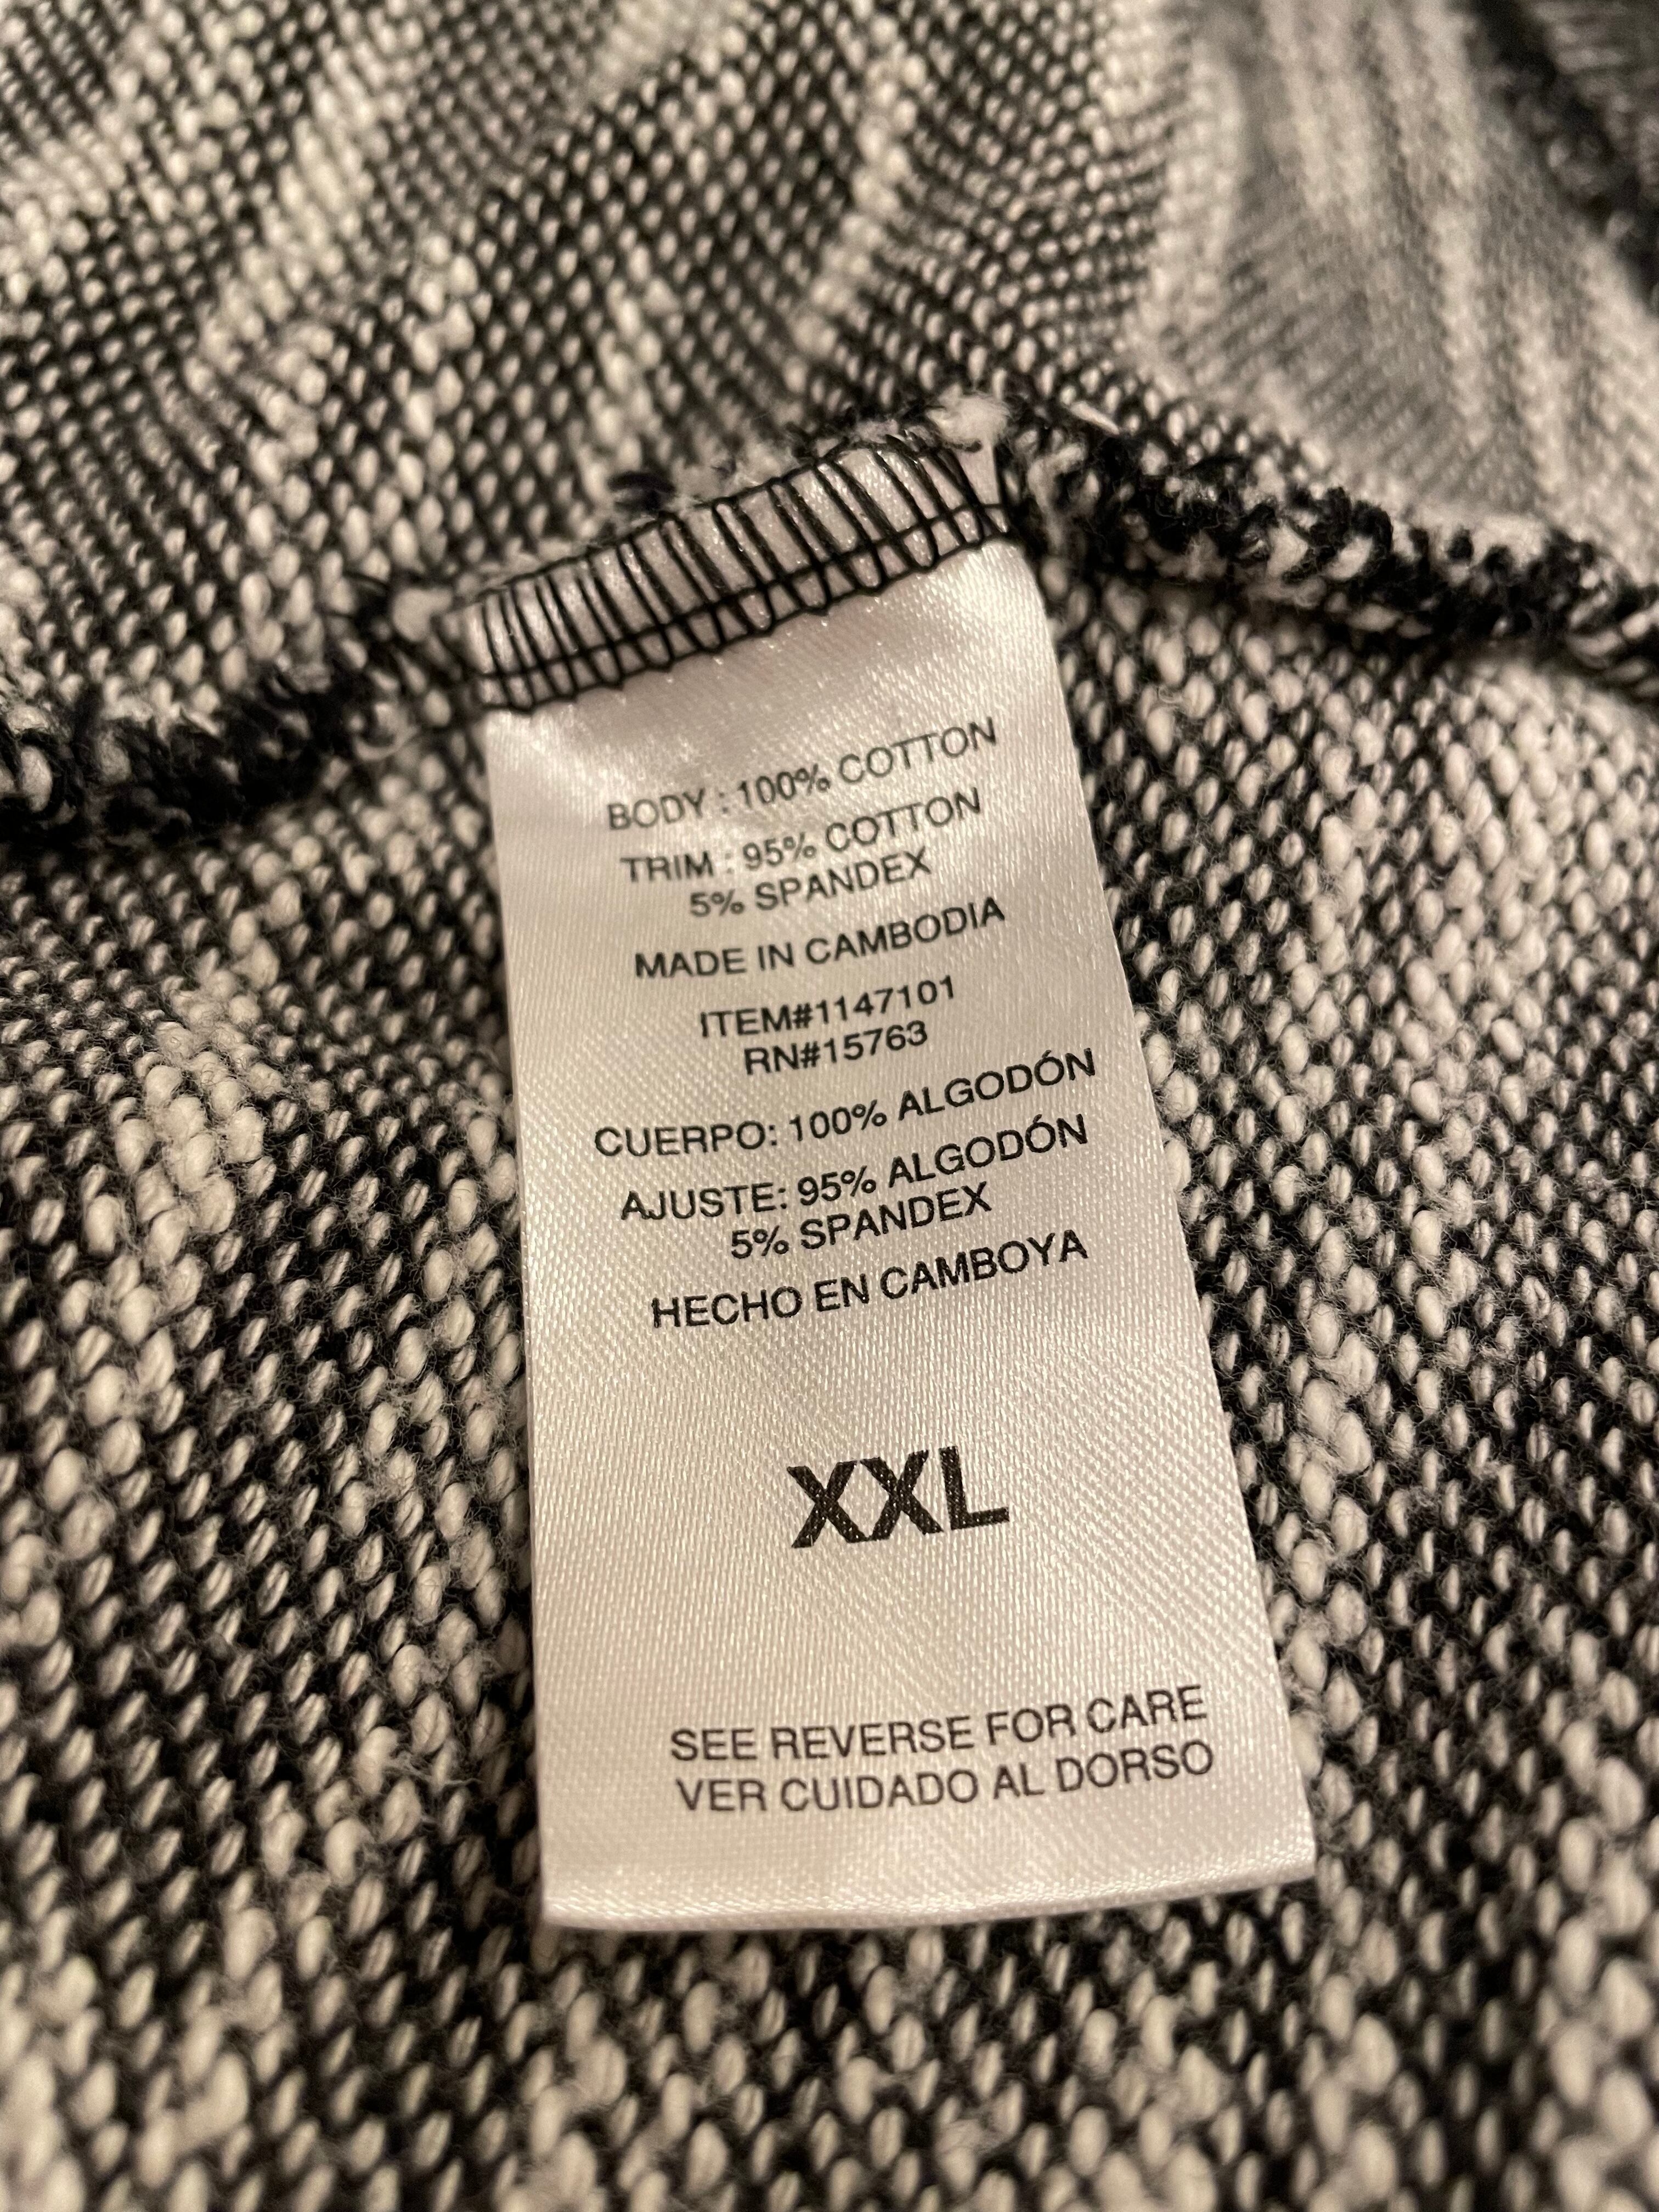 BODY : 100% COTTON
TRIM : 95% COTTON
5% SPANDEX
MADE IN CAMBODIA
ITEM#1147101
RN#15763
CUERPO: 100% ALGODÓN
AJUSTE: 95% ALGODÓN
5% SPANDEX
HECHO EN CAMBOYA
XXL
SEE REVERSE FOR CARE
VER CUIDADO AL DORSO